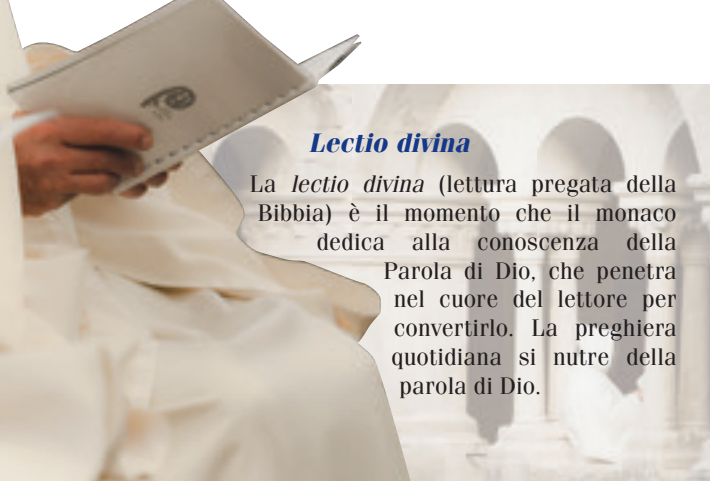 Lectio divina
La lectio divina (lettura pregata della
Bibbia) è il momento che il monaco
dedica alla conoscenza della
Parola di Dio, che penetra
nel cuore del lettore per
convertirlo. La preghiera
quotidiana si nutre della
parola di Dio.